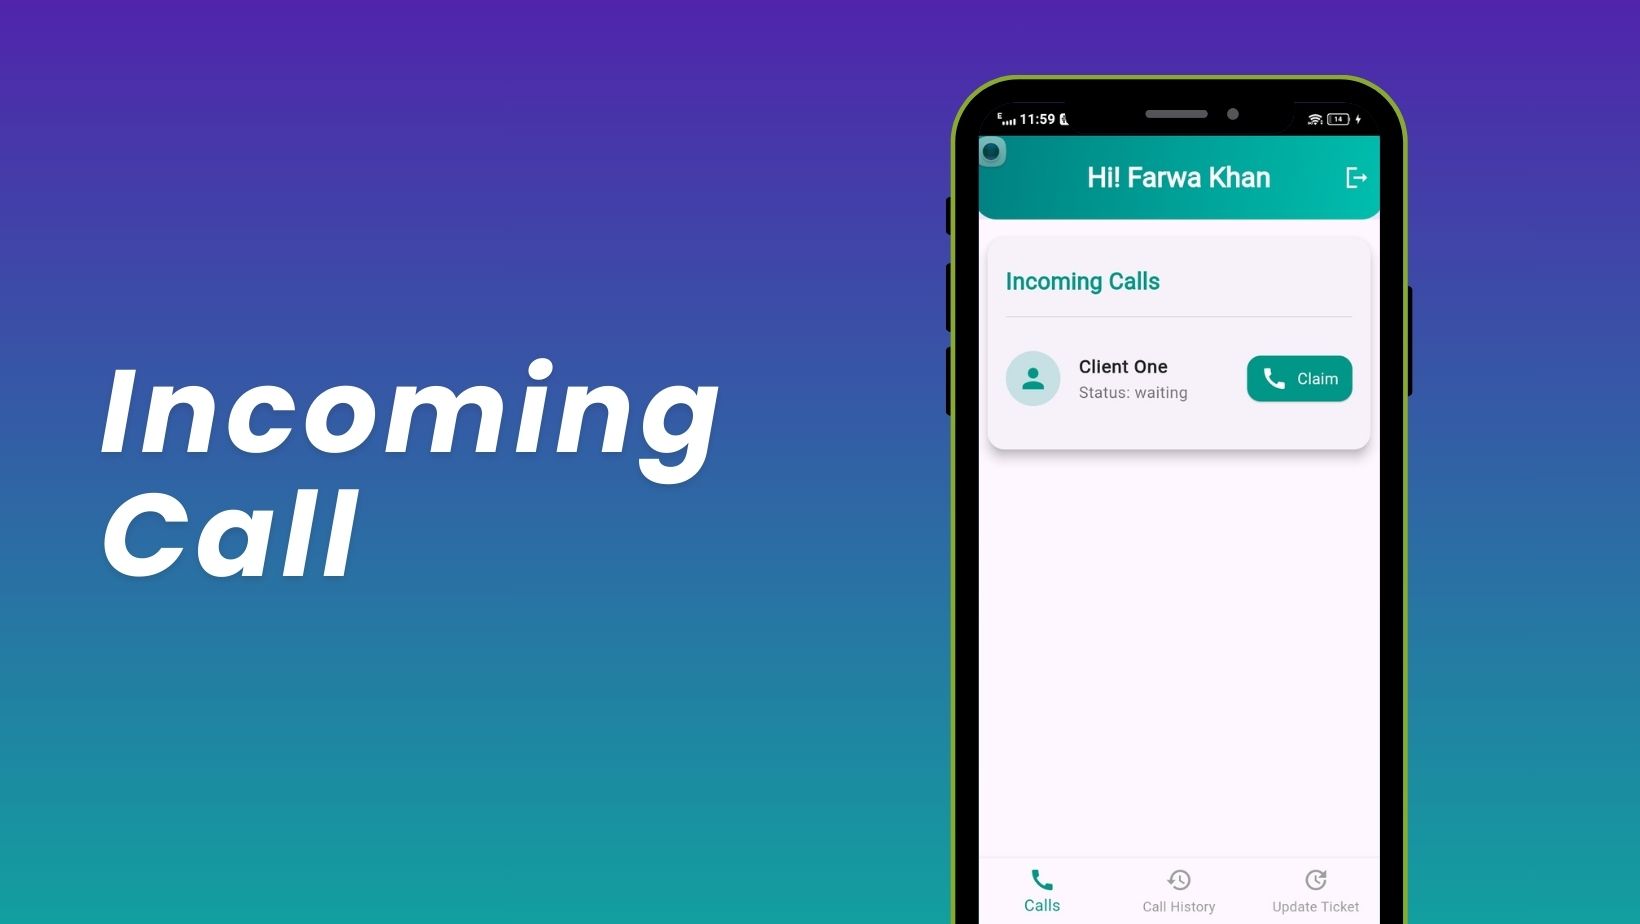 Incoming
Call
11:59
14
Hi! Farwa Khan
Incoming Calls
Client One
Status: waiting
Claim
Calls
Call History
Update Ticket